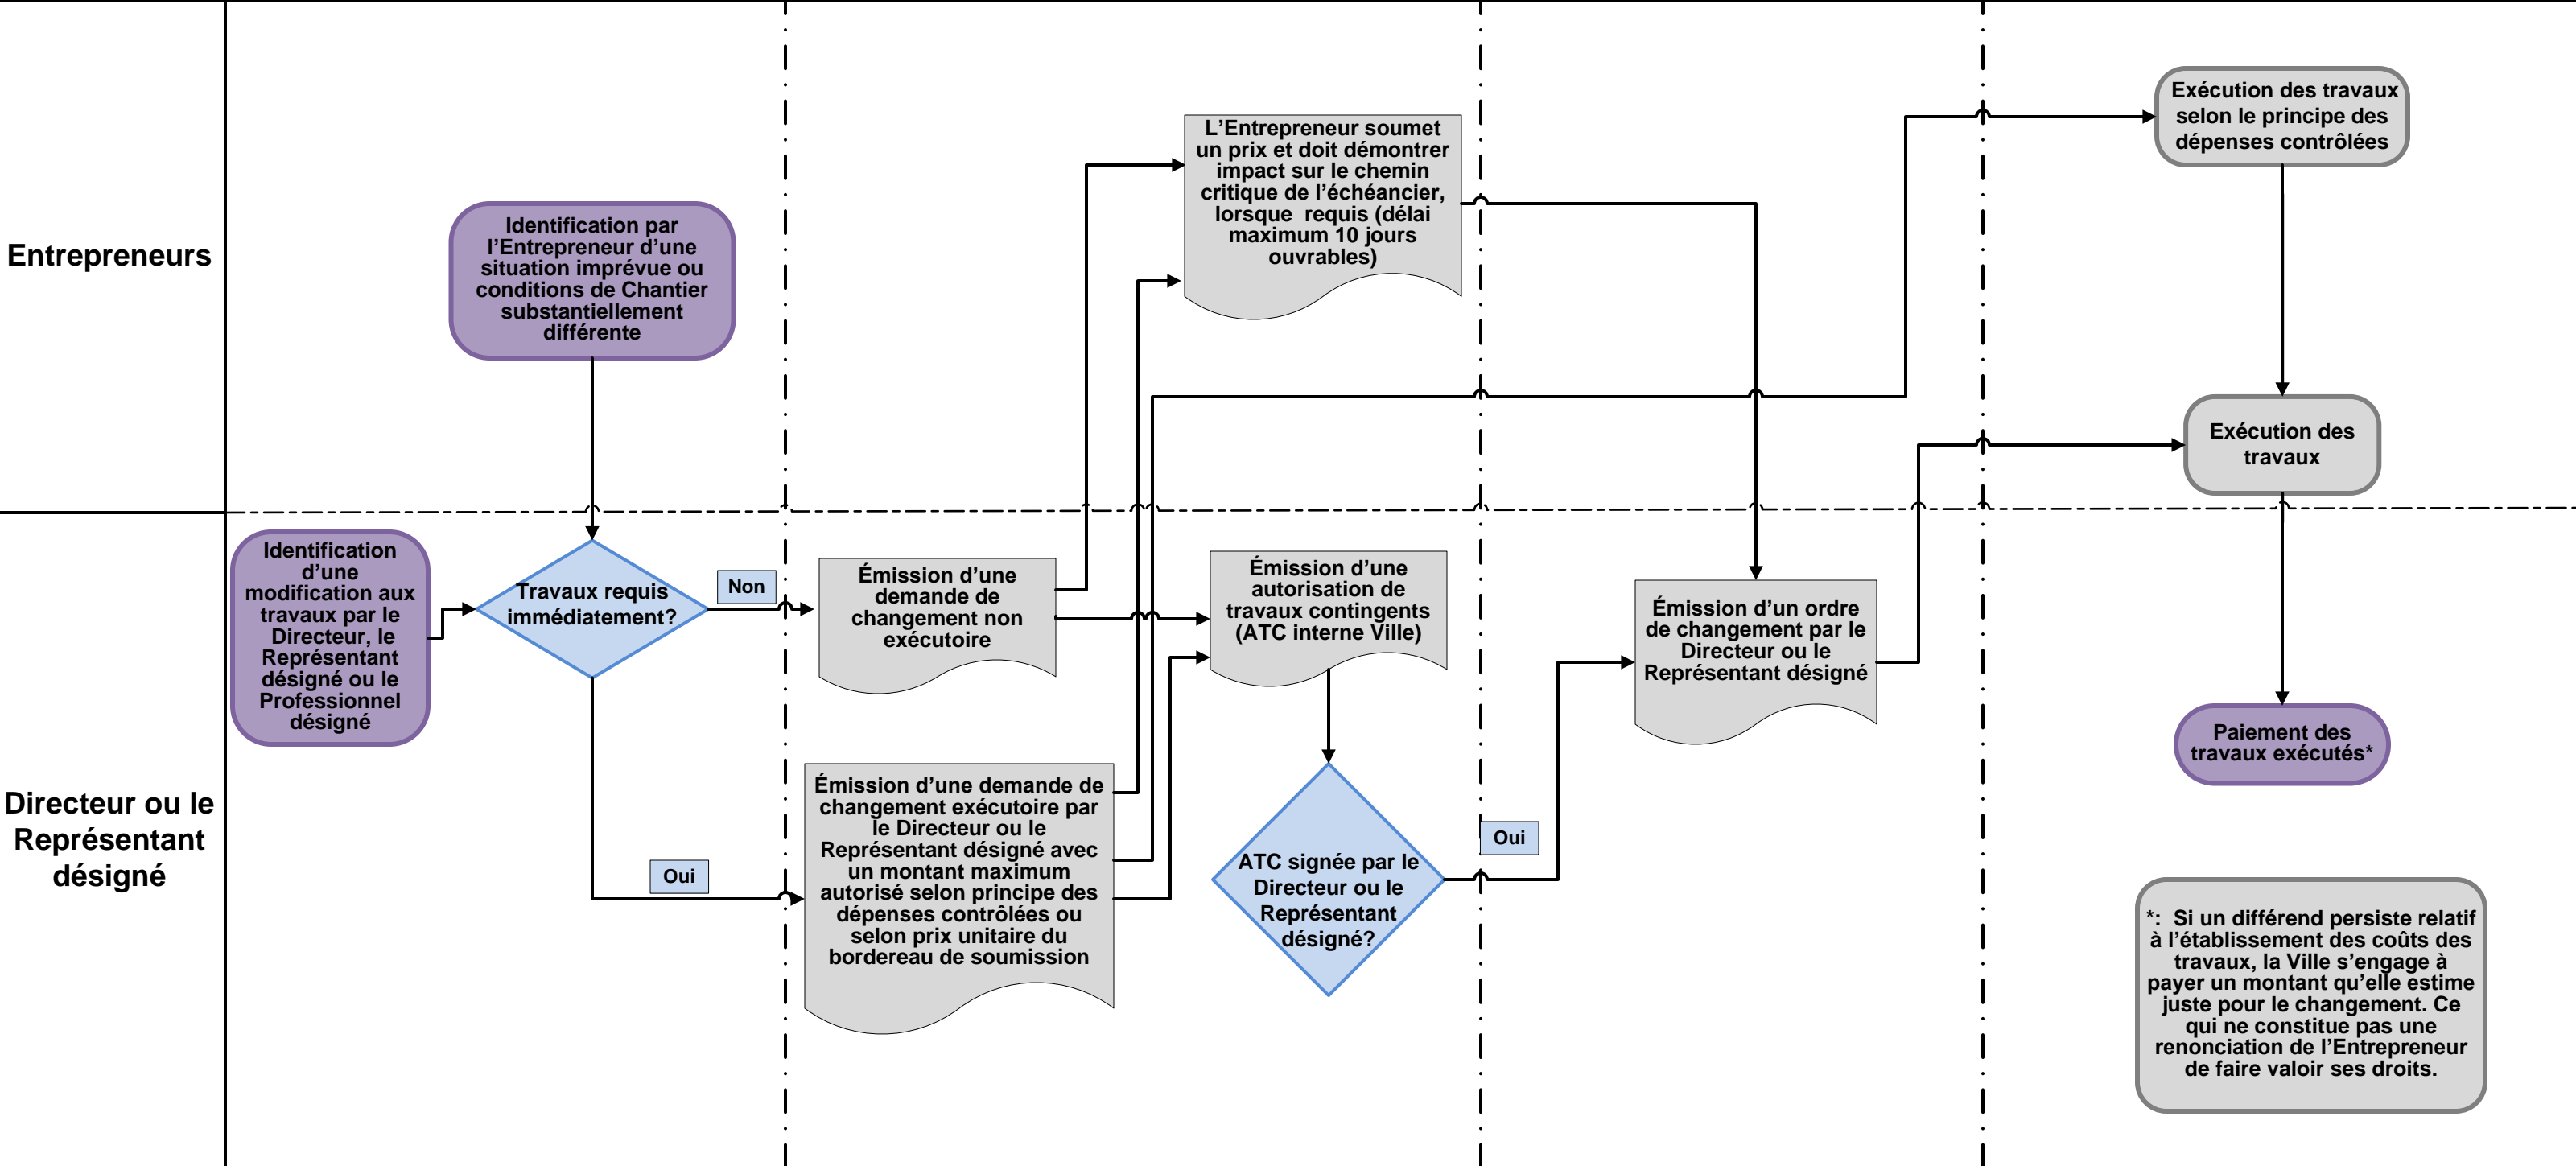 Entrepreneurs
Identification par
l’Entrepreneur d’une
situation imprévue ou
conditions de Chantier
substantiellement
différente
L’Entrepreneur soumet
un prix et doit démontrer
impact sur le chemin
critique de l’échéancier,
lorsque requis (délai
maximum 10 jours
ouvrables)
Exécution des travaux
selon le principe des
dépenses contrôlées
Exécution des
travaux
Directeur ou le
Représentant
désigné
Identification
d’une
modification aux
travaux par le
Directeur, le
Représentant
désigné ou le
Professionnel
désigné
Travaux requis
immédiatement?
Non
Oui
Émission d’une
demande de
changement non
exécutoire
Émission d’une demande de
changement exécutoire par
le Directeur ou le
Représentant désigné avec
un montant maximum
autorisé selon principe des
dépenses contrôlées ou
selon prix unitaire du
bordereau de soumission
Émission d’une
autorisation de
travaux contingents
(ATC interne Ville)
ATC signée par le
Directeur ou le
Représentant
désigné?
Oui
Émission d’un ordre
de changement par le
Directeur ou le
Représentant désigné
Paiement des
travaux exécutés*
*: Si un différend persiste relatif
à l’établissement des coûts des
travaux, la Ville s’engage à
payer un montant qu’elle estime
juste pour le changement. Ce
qui ne constitue pas une
renonciation de l’Entrepreneur
de faire valoir ses droits.